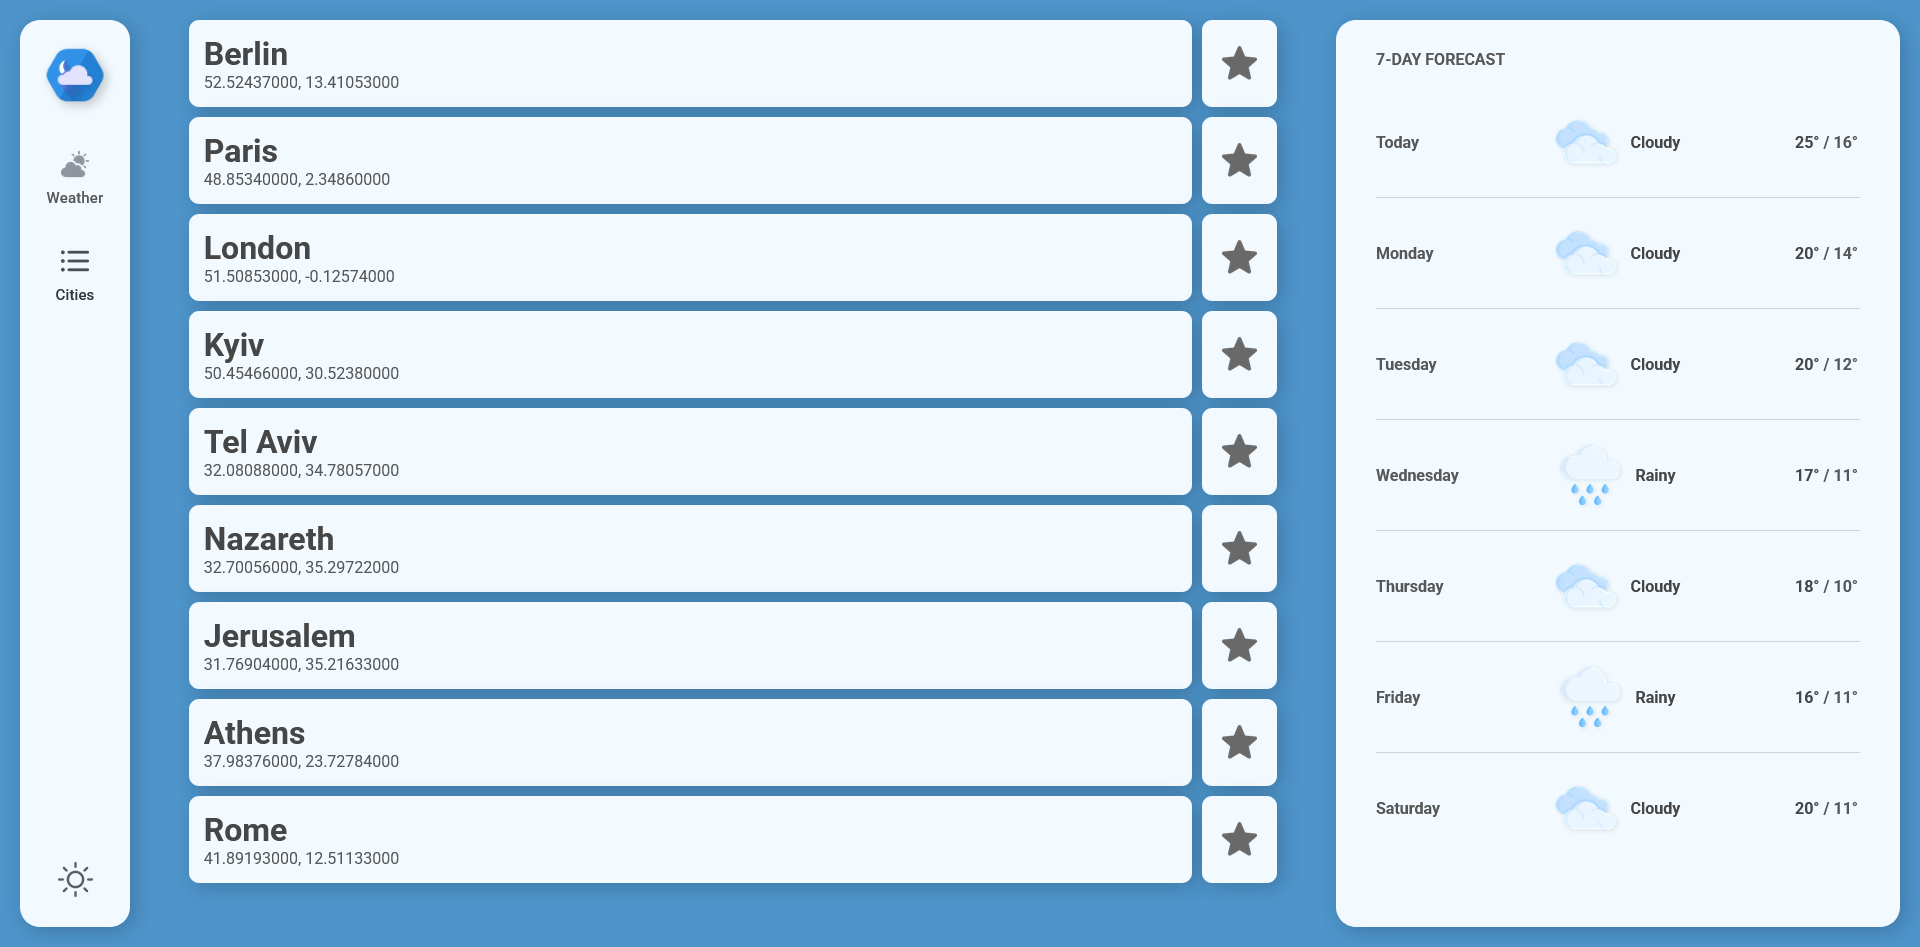 Weather
Cities
Berlin
52.52437000, 13.41053000
Paris
48.85340000, 2.34860000
London
51.50853000, -0.12574000
Kyiv
50.45466000, 30.52380000
Tel Aviv
32.08088000, 34.78057000
Nazareth
32.70056000, 35.29722000
Jerusalem
31.76904000, 35.21633000
Athens
37.98376000, 23.72784000
Rome
41.89193000, 12.51133000
7-DAY FORECAST
Today Cloudy 25° / 16°
Monday Cloudy 20° / 14°
Tuesday Cloudy 20° / 12°
Wednesday Rainy 17° / 11°
Thursday Cloudy 18° / 10°
Friday Rainy 16° / 11°
Saturday Cloudy 20° / 11°